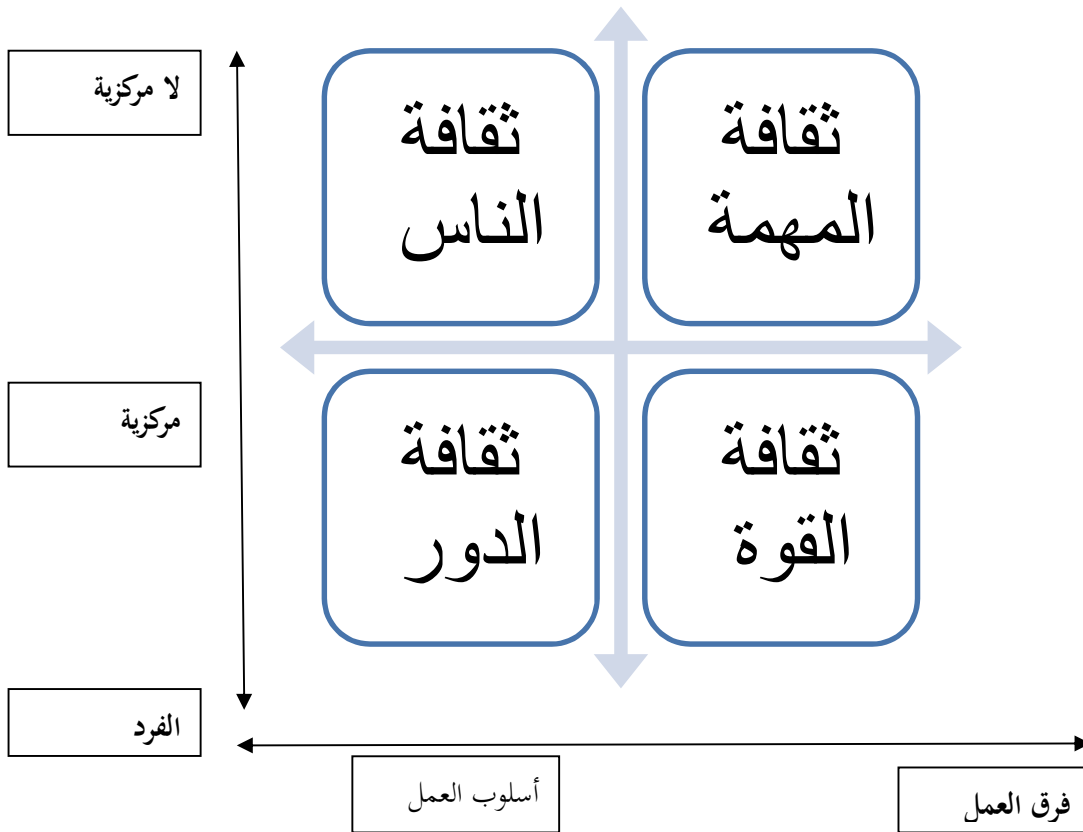 لا مركزية
ثقافة
المهمة
ثقافة
الناس
مركزية
ثقافة
القوة
ثقافة
الدور
الفرد
أسلوب العمل
فرق العمل